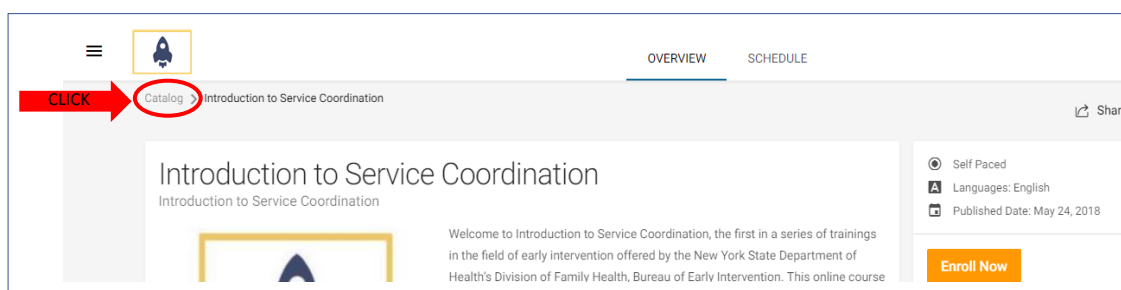 OVERVIEW SCHEDULE
CLICK
Catalog > Introduction to Service Coordination
Introduction to Service Coordination
Introduction to Service Coordination
Welcome to Introduction to Service Coordination, the first in a series of trainings
in the field of early intervention offered by the New York State Department of
Health's Division of Family Health, Bureau of Early Intervention. This online course
Shar
Self Paced
A Languages: English
Published Date: May 24, 2018
Enroll Now